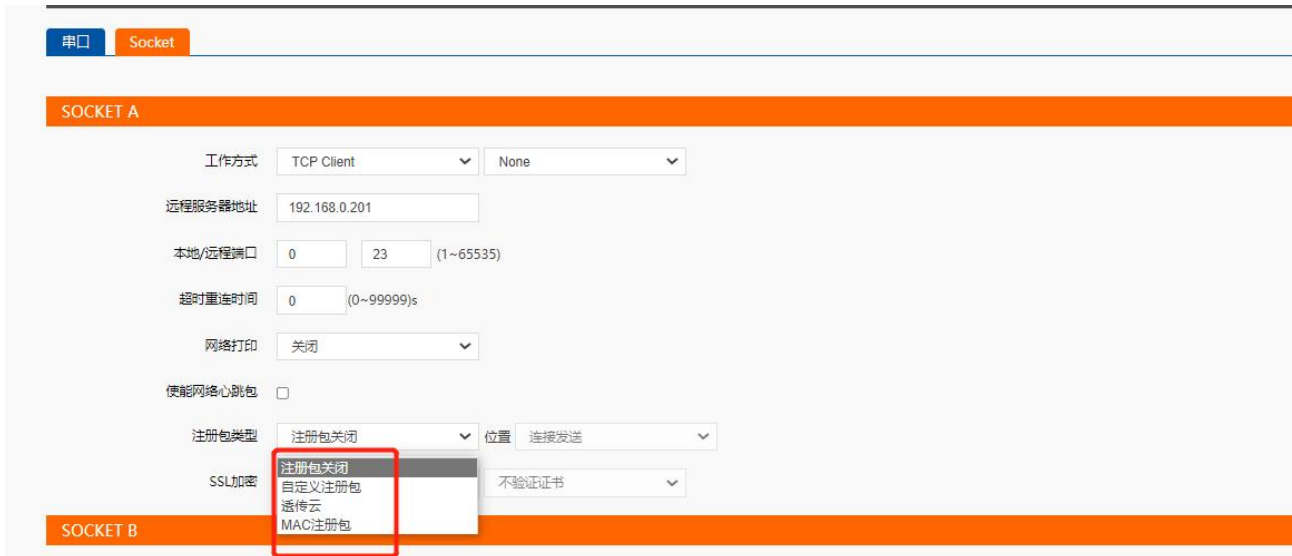 串口 Socket
SOCKET A
工作方式 TCP Client None
远程服务器地址 192.168.0.201
本地/远程端口 0 23 (1~65535)
超时重连时间 0 (0~99999)s
网络打印 关闭
使能网络心跳包
注册包类型 注册包关闭 位置 连接发送
注册包关闭
SSL加密 自定义注册包 不验证证书
透传云
MAC注册包
SOCKET B